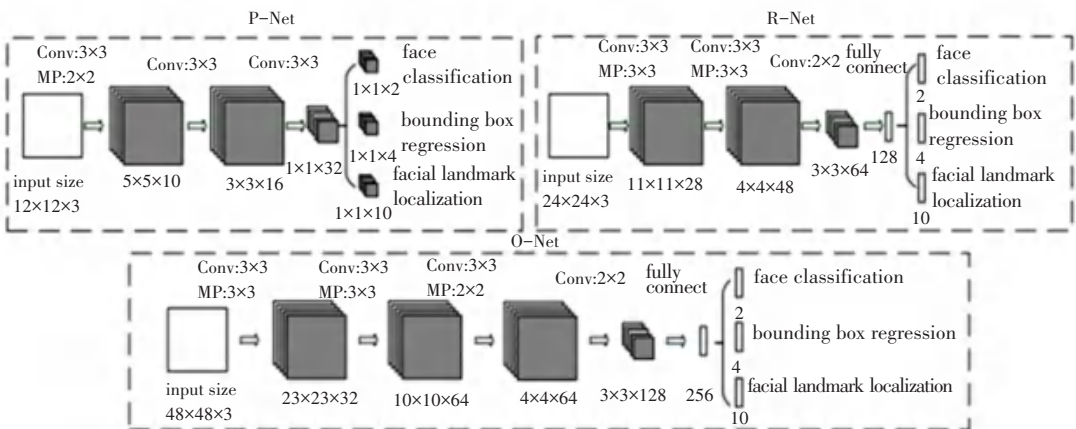 P-Net
Conv:3×3
MP:2×2
Conv:3×3
Conv:3×3
face
classification
1×1×2
bounding box
regression
1×1×4
facial landmark
localization
1×1×10
1×1×32
3×3×16
5×5×10
input size
12×12×3
R-Net
Conv:3×3
MP:3×3
Conv:3×3
MP:3×3
Conv:2×2
fully
connect
face
classification
2
bounding box
regression
4
facial landmark
localization
10
128
3×3×64
4×4×48
11×11×28
input size
24×24×3
O-Net
Conv:3×3
MP:3×3
Conv:3×3
MP:3×3
Conv:3×3
MP:2×2
Conv:2×2
fully
connect
face classification
2
bounding box regression
4
facial landmark localization
10
256
3×3×128
4×4×64
10×10×64
23×23×32
input size
48×48×3